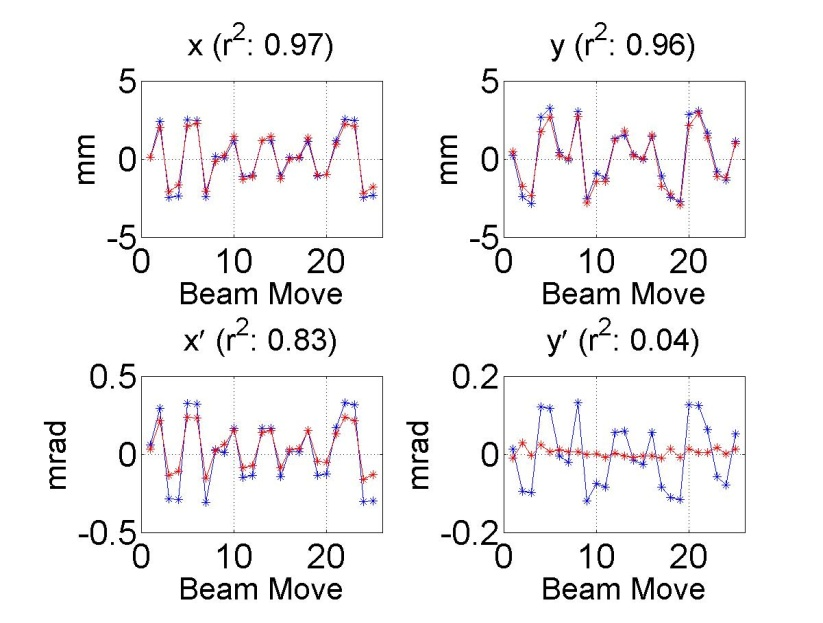 x (r²: 0.97)
5
0
-5
mm
0 10 20
Beam Move
y (r²: 0.96)
5
0
-5
mm
0 10 20
Beam Move
x′ (r²: 0.83)
0.5
0
-0.5
mrad
0 10 20
Beam Move
y′ (r²: 0.04)
0.2
0
-0.2
mrad
0 10 20
Beam Move